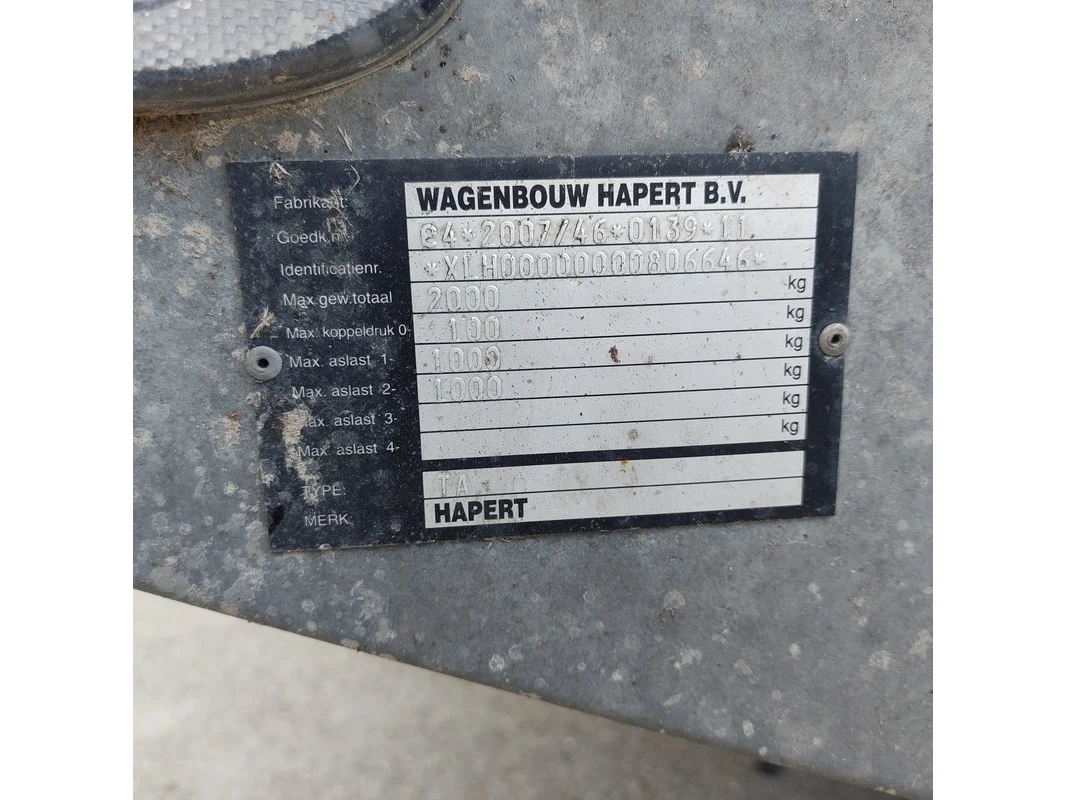 Fabrikant: WAGENBOUW HAPERT B.V.
Goedk.nr. e4*2007/46*0139*11
Identificatienr. *XLH00000000806646*
Max.gew.totaal 2000 kg
Max. koppeldruk 0- 100 kg
Max. aslast 1- 1000 kg
Max. aslast 2- 1000 kg
Max. aslast 3- kg
Max. aslast 4- kg
TYPE: TA
MERK: HAPERT